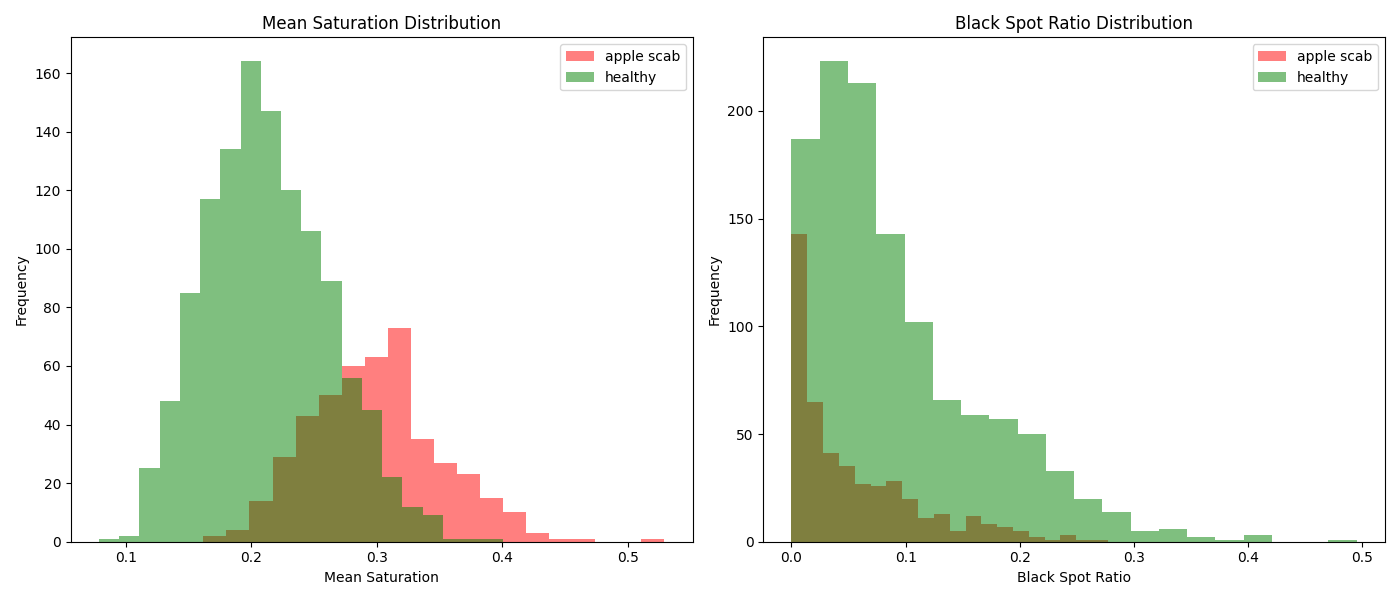 Mean Saturation Distribution
apple scab
healthy
Frequency
160
140
120
100
80
60
40
20
0
0.1
0.2
0.3
0.4
0.5
Mean Saturation
Black Spot Ratio Distribution
apple scab
healthy
Frequency
200
150
100
50
0
0.0
0.1
0.2
0.3
0.4
0.5
Black Spot Ratio